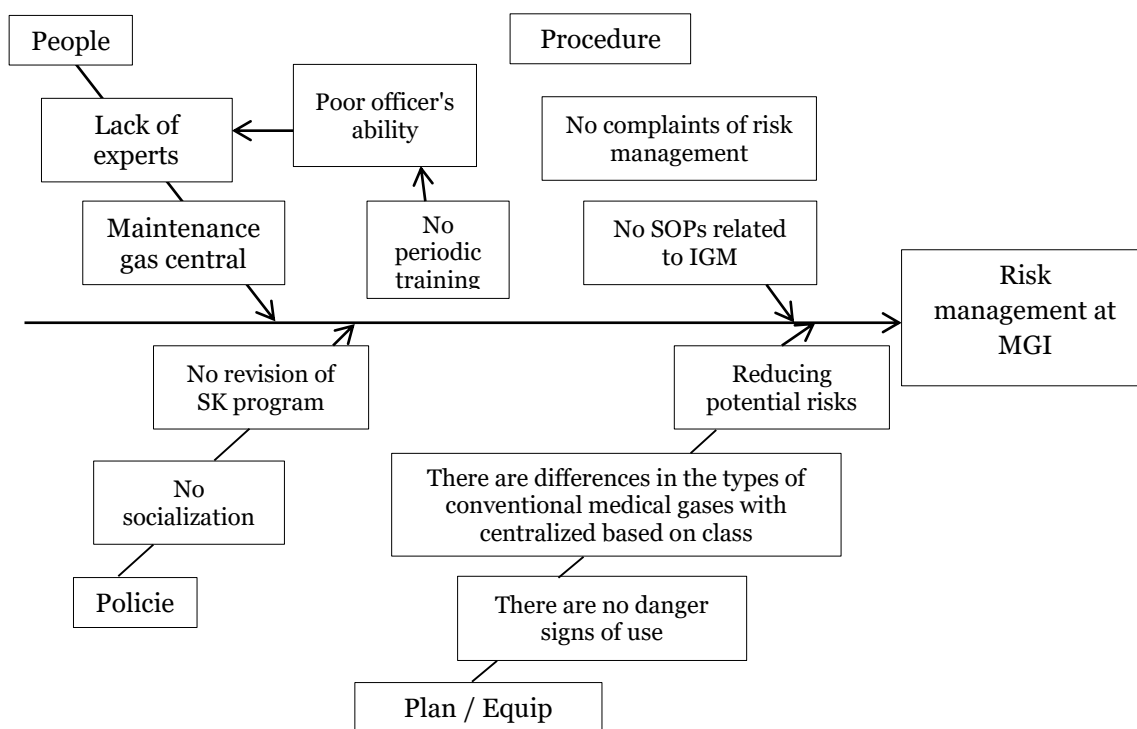 People
Procedure
Poor officer's
ability
Lack of
experts
No complaints of risk
management
Maintenance
gas central
No
periodic
training
No SOPs related
to IGM
Risk
management at
MGI
No revision of
SK program
Reducing
potential risks
There are differences in the types of
conventional medical gases with
centralized based on class
No
socialization
Policie
There are no danger
signs of use
Plan / Equip